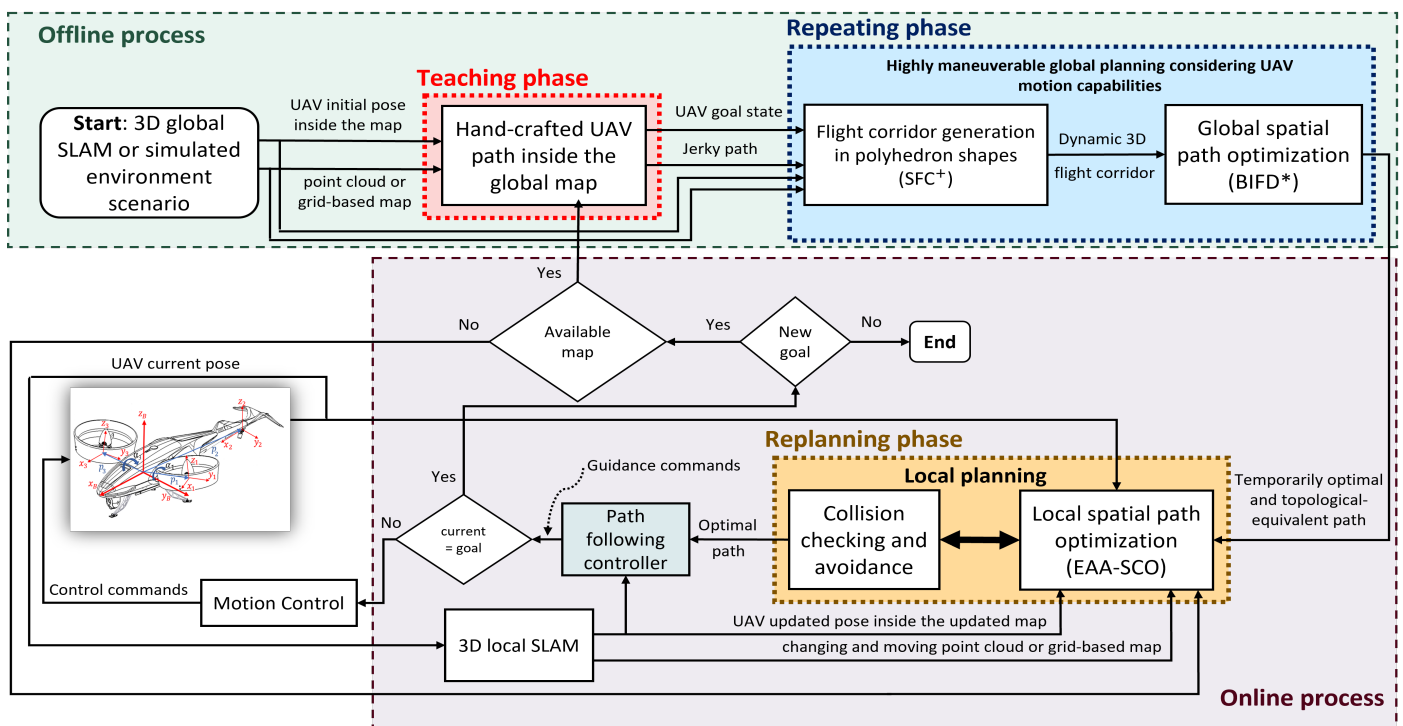 Offline process
Repeating phase
Highly maneuverable global planning considering UAV
motion capabilities
Teaching phase
Start: 3D global
SLAM or simulated
environment
scenario
UAV initial pose
inside the map
point cloud or
grid-based map
Hand-crafted UAV
path inside the
global map
UAV goal state
Jerky path
Flight corridor generation
in polyhedron shapes
(SFC⁺)
Dynamic 3D
flight corridor
Global spatial
path optimization
(BIFD*)
Yes
No
Available
map
Yes
New
goal
No
End
UAV current pose
Replanning phase
Local planning
Temporarily optimal
and topological-
equivalent path
Yes
Guidance commands
No
current
= goal
Path
following
controller
Optimal
path
Collision
checking and
avoidance
Local spatial path
optimization
(EAA-SCO)
Control commands
Motion Control
3D local SLAM
UAV updated pose inside the updated map
changing and moving point cloud or grid-based map
Online process